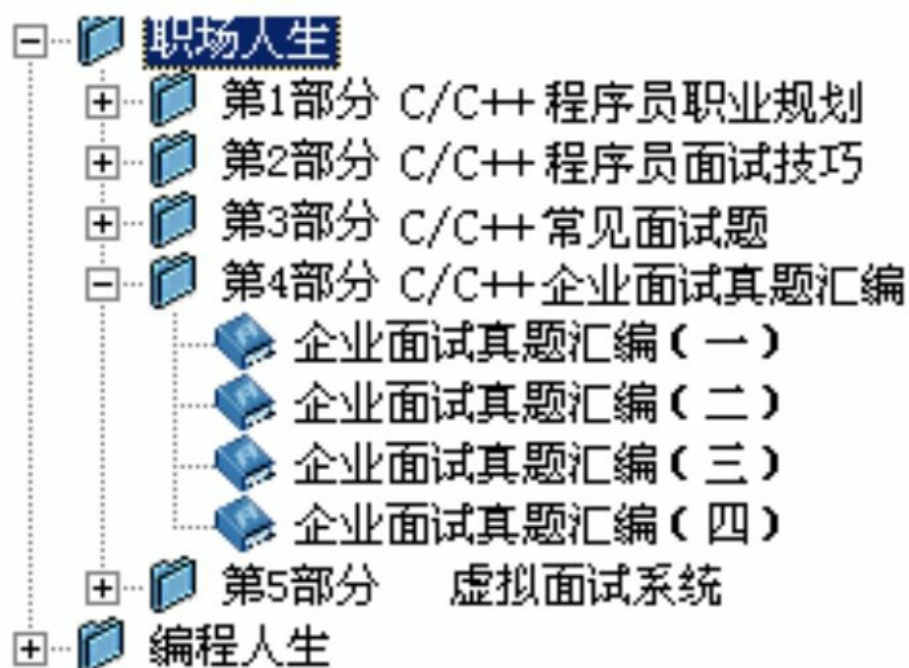 职场人生
第1部分 C/C++程序员职业规划
第2部分 C/C++程序员面试技巧
第3部分 C/C++常见面试题
第4部分 C/C++企业面试真题汇编
企业面试真题汇编(一)
企业面试真题汇编(二)
企业面试真题汇编(三)
企业面试真题汇编(四)
第5部分 虚拟面试系统
编程人生